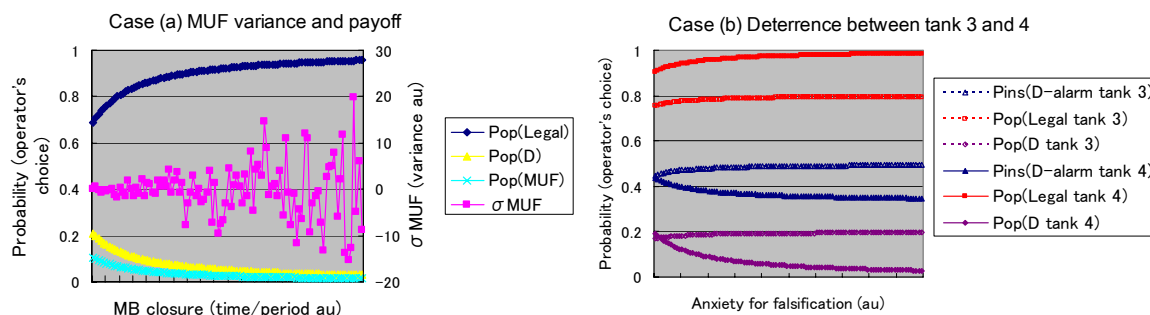 Case (a) MUF variance and payoff
Probability (operator's choice)
1
0.8
0.6
0.4
0.2
0
30
20
10
0
-10
-20
σ MUF (variance au)
MB closure (time/period au)
Pop(Legal)
Pop(D)
Pop(MUF)
σ MUF
Case (b) Deterrence between tank 3 and 4
Probability (operator's choice)
1
0.8
0.6
0.4
0.2
0
Anxiety for falsification (au)
Pins(D-alarm tank 3)
Pop(Legal tank 3)
Pop(D tank 3)
Pins(D-alarm tank 4)
Pop(Legal tank 4)
Pop(D tank 4)